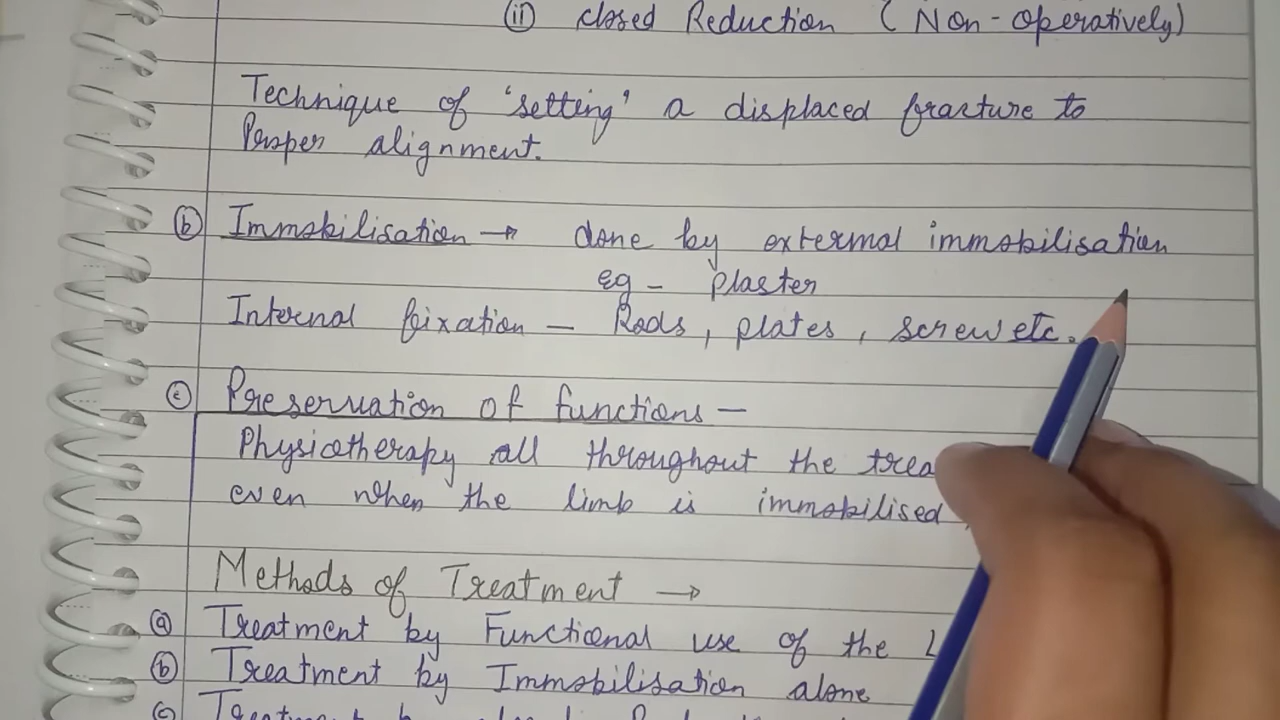 (ii) closed Reduction (Non-operatively)
Technique of 'setting' a displaced fracture to
Proper alignment.
(b) Immobilisation → done by external immobilisation
eg - plaster
Internal fixation - Rods, plates, screw etc.
(c) Preservation of functions -
Physiotherapy all throughout the
even when the limb is immobilised
Methods of Treatment →
(a) Treatment by Functional use of the
(b) Treatment by Immobilisation alone
(c)